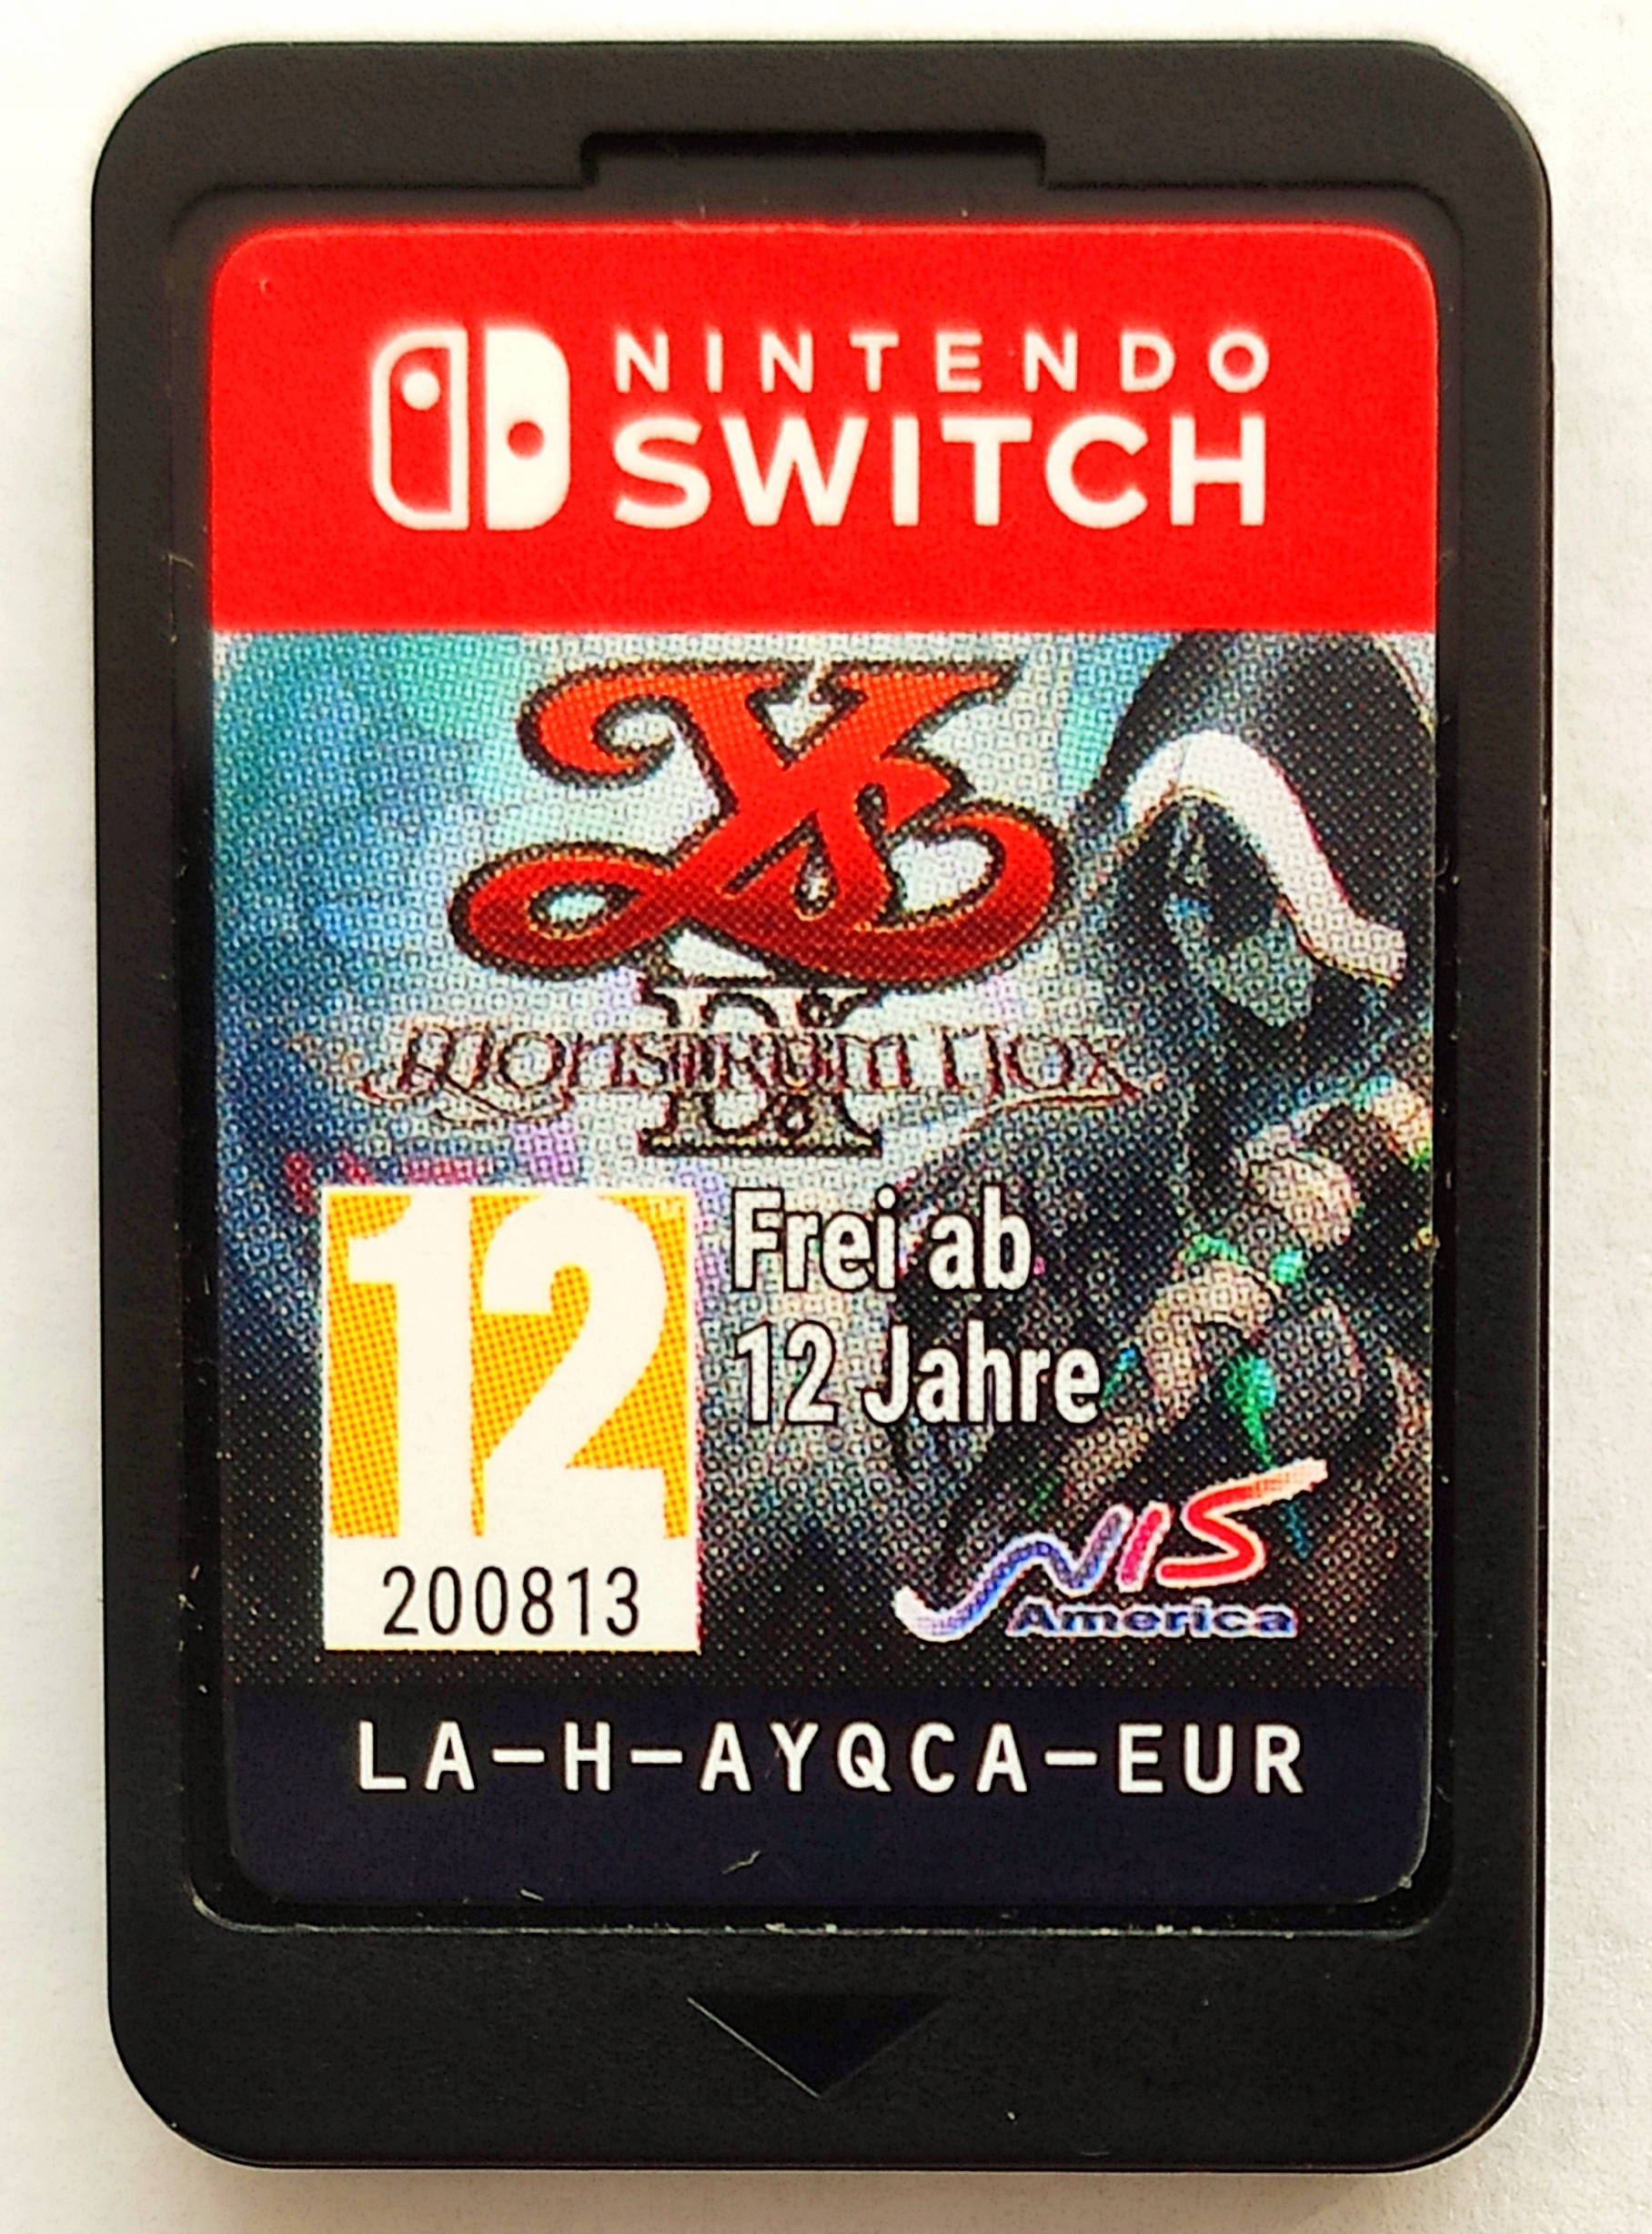 NINTENDO
SWITCH
Ys
IX
MONSTRUM NOX
12
Frei ab
12 Jahre
200813
NIS
America
LA-H-AYQCA-EUR